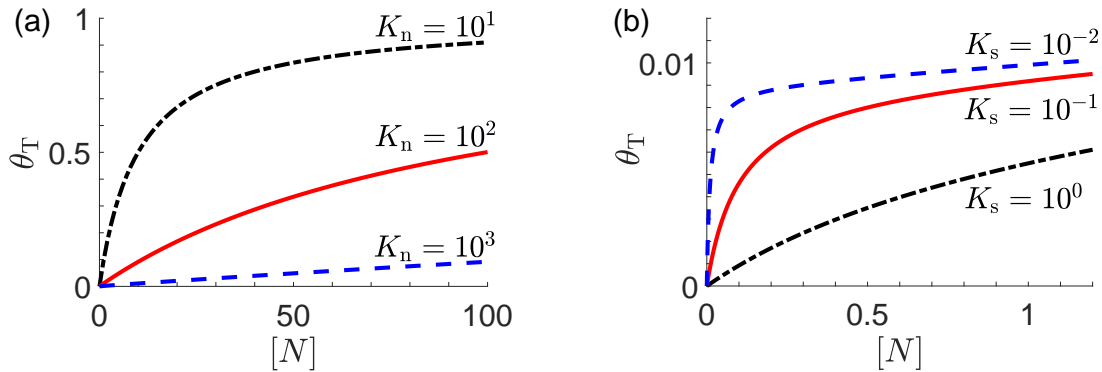 (a)
1
0.5
0
θ_T
K_n = 10^1
K_n = 10^2
K_n = 10^3
0 50 100
[N]
(b)
0.01
0
θ_T
K_s = 10^-2
K_s = 10^-1
K_s = 10^0
0 0.5 1
[N]